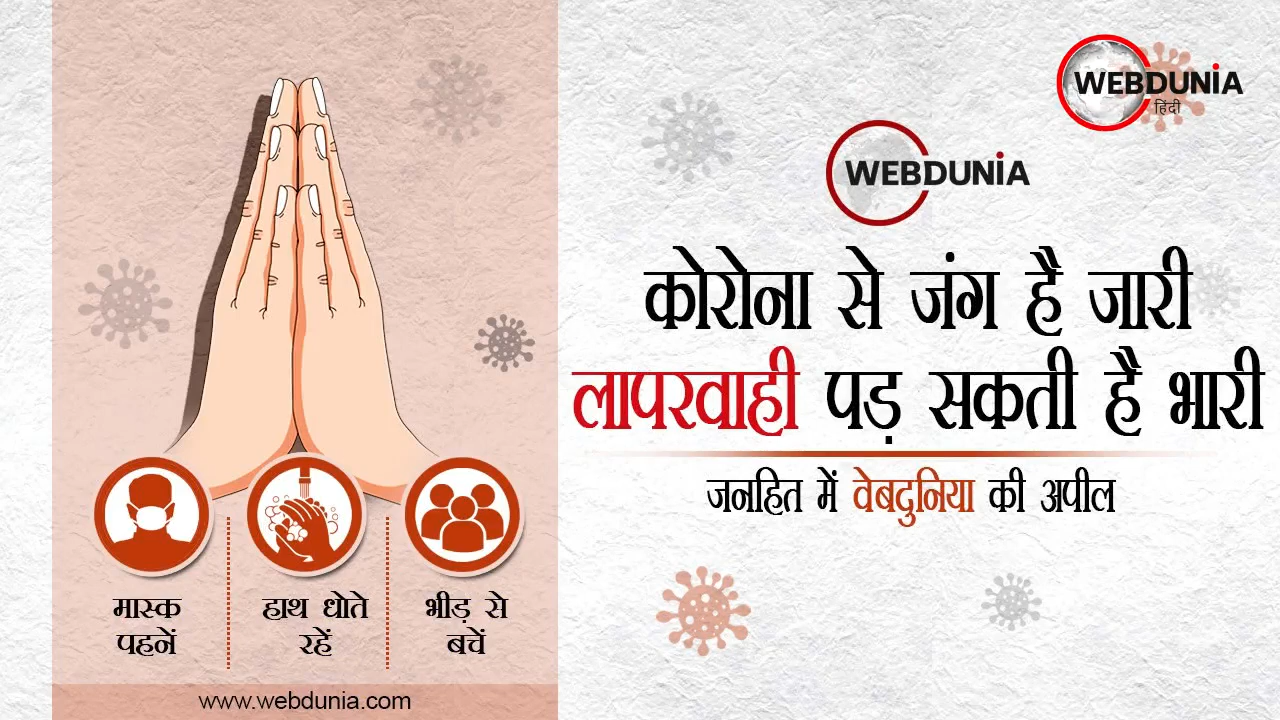 WEBDUNIA
हिंदी
WEBDUNIA
कोरोना से जंग है जारी
लापरवाही पड़ सकती है भारी
जनहित में वेबदुनिया की अपील
मास्क
पहनें
हाथ धोते
रहें
भीड़ से
बचें
www.webdunia.com